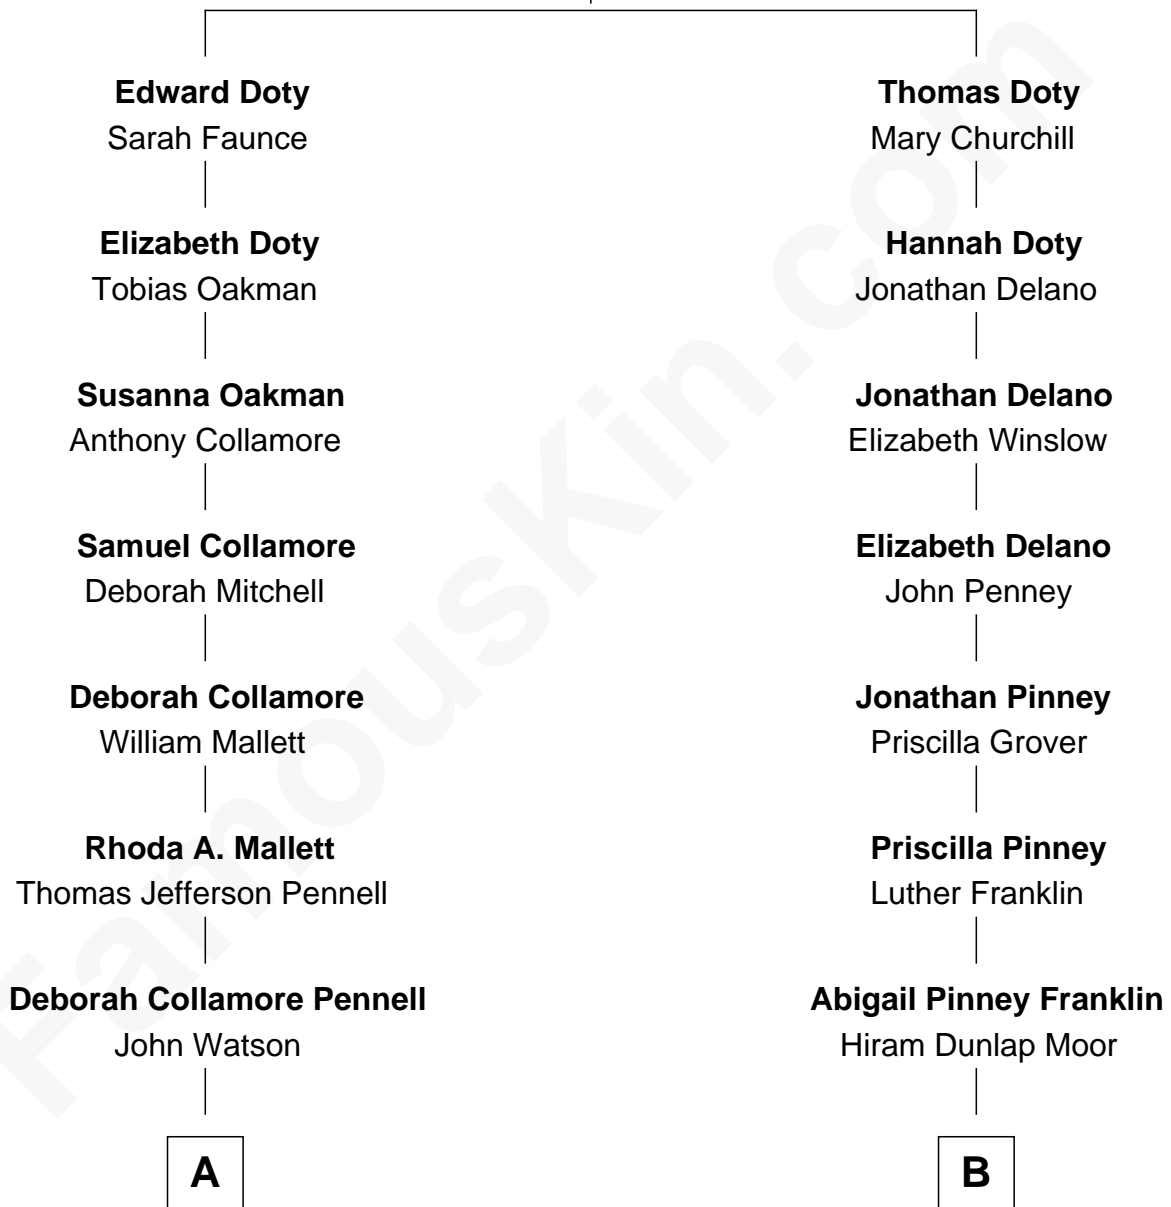 Edward Doty
Sarah Faunce
Elizabeth Doty
Tobias Oakman
Susanna Oakman
Anthony Collamore
Samuel Collamore
Deborah Mitchell
Deborah Collamore
William Mallett
Rhoda A. Mallett
Thomas Jefferson Pennell
Deborah Collamore Pennell
John Watson
A
Thomas Doty
Mary Churchill
Hannah Doty
Jonathan Delano
Jonathan Delano
Elizabeth Winslow
Elizabeth Delano
John Penney
Jonathan Pinney
Priscilla Grover
Priscilla Pinney
Luther Franklin
Abigail Pinney Franklin
Hiram Dunlap Moor
B
FamousKin.com